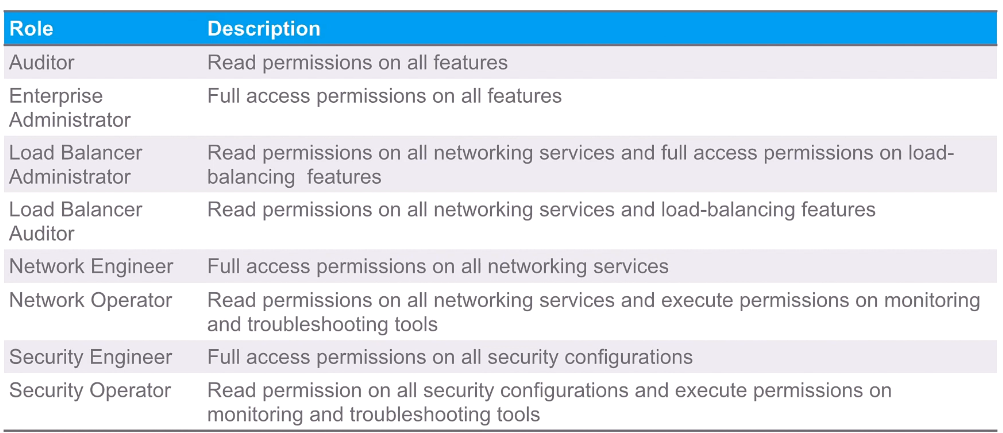 Role Description
Auditor Read permissions on all features
Enterprise Full access permissions on all features
Administrator
Load Balancer Read permissions on all networking services and full access permissions on load-
Administrator balancing features
Load Balancer Read permissions on all networking services and load-balancing features
Auditor
Network Engineer Full access permissions on all networking services
Network Operator Read permissions on all networking services and execute permissions on monitoring
and troubleshooting tools
Security Engineer Full access permissions on all security configurations
Security Operator Read permission on all security configurations and execute permissions on
monitoring and troubleshooting tools